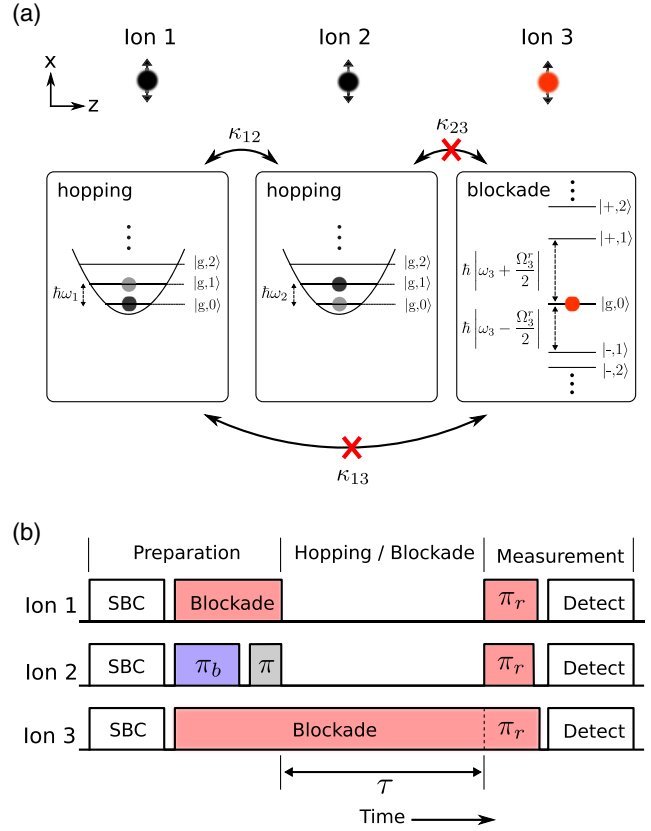 (a)
Ion 1 Ion 2 Ion 3
x
z
κ₁₂ κ₂₃
hopping hopping blockade
|+,2⟩
|g,2⟩ |g,2⟩ |+,1⟩
ħω₁ |g,1⟩ ħω₂ |g,1⟩ ħ|ω₃ + Ω₃ʳ/2|
|g,0⟩ |g,0⟩ |g,0⟩
ħ|ω₃ − Ω₃ʳ/2|
|-,1⟩
|-,2⟩
κ₁₃
(b)
Preparation Hopping / Blockade Measurement
Ion 1 SBC Blockade πᵣ Detect
Ion 2 SBC π_b π πᵣ Detect
Ion 3 SBC Blockade πᵣ Detect
τ
Time